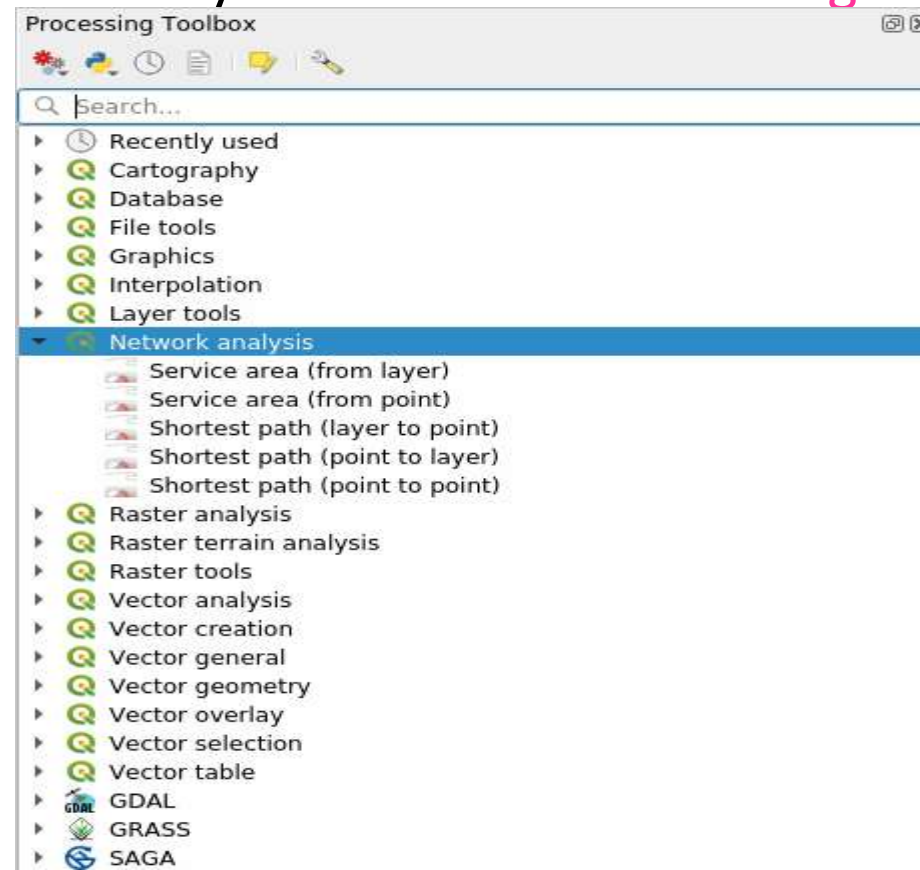 Processing Toolbox
Search...
Recently used
Cartography
Database
File tools
Graphics
Interpolation
Layer tools
Network analysis
Service area (from layer)
Service area (from point)
Shortest path (layer to point)
Shortest path (point to layer)
Shortest path (point to point)
Raster analysis
Raster terrain analysis
Raster tools
Vector analysis
Vector creation
Vector general
Vector geometry
Vector overlay
Vector selection
Vector table
GDAL
GRASS
SAGA